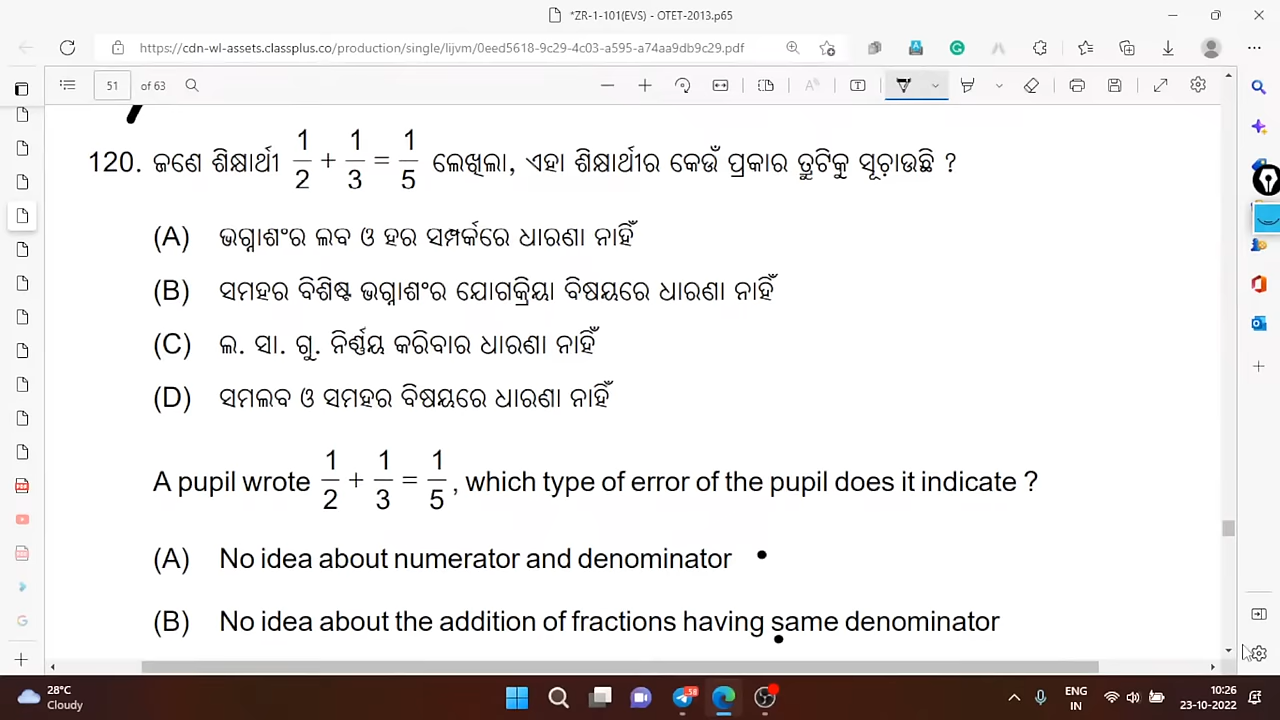 *ZR-1-101(EVS) - OTET-2013.p65
https://cdn-wl-assets.classplus.co/production/single/lijvm/0eed5618-9c29-4c03-a595-a74aa9db9c29.pdf
51 of 63
120. ଜଣେ ଶିକ୍ଷାର୍ଥୀ 1/2 + 1/3 = 1/5 ଲେଖିଲା, ଏହା ଶିକ୍ଷାର୍ଥୀର କେଉଁ ପ୍ରକାର ତ୍ରୁଟିକୁ ସୂଚାଉଛି ?
(A) ଭଗ୍ନାଶଂର ଲବ ଓ ହର ସମ୍ପର୍କରେ ଧାରଣା ନାହିଁ
(B) ସମହର ବିଶିଷ୍ଟ ଭଗ୍ନାଶଂର ଯୋଗକ୍ରିୟା ବିଷୟରେ ଧାରଣା ନାହିଁ
(C) ଲ. ସା. ଗୁ. ନିର୍ଣ୍ଣୟ କରିବାର ଧାରଣା ନାହିଁ
(D) ସମଲବ ଓ ସମହର ବିଷୟରେ ଧାରଣା ନାହିଁ
A pupil wrote 1/2 + 1/3 = 1/5, which type of error of the pupil does it indicate ?
(A) No idea about numerator and denominator
(B) No idea about the addition of fractions having same denominator
28°C
Cloudy
58
ENG
IN
10:26
23-10-2022